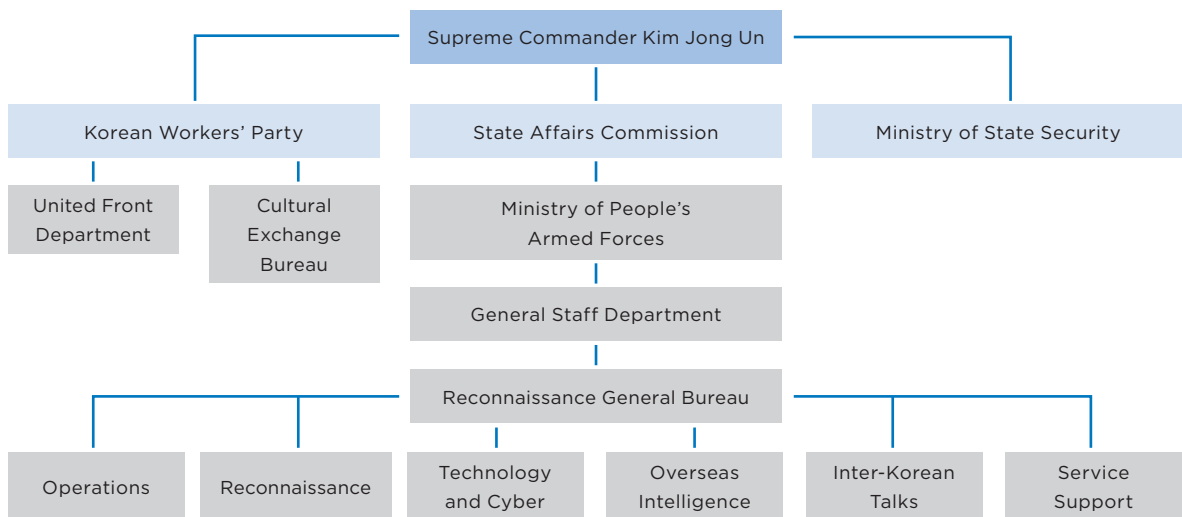 Supreme Commander Kim Jong Un
Korean Workers’ Party
State Affairs Commission
Ministry of State Security
United Front
Department
Cultural
Exchange
Bureau
Ministry of People’s
Armed Forces
General Staff Department
Reconnaissance General Bureau
Operations
Reconnaissance
Technology
and Cyber
Overseas
Intelligence
Inter-Korean
Talks
Service
Support